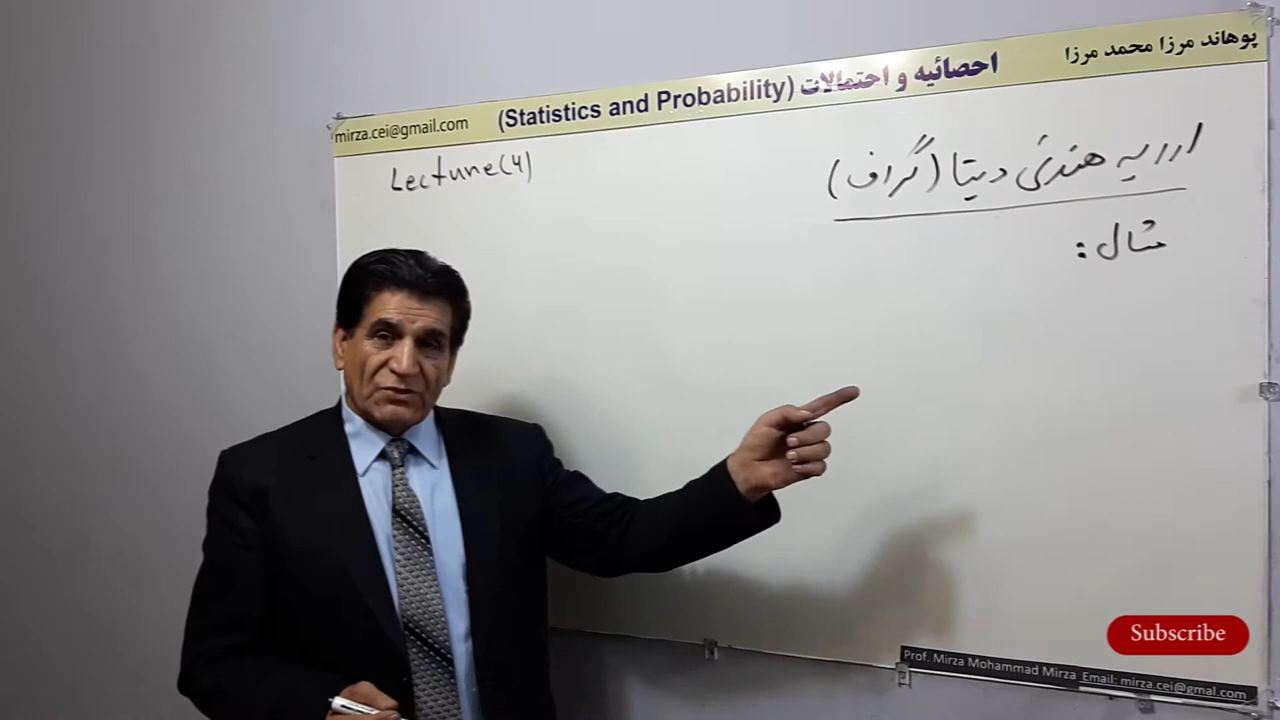 پوهاند مرزا محمد مرزا
احصائیه و احتمالات (Statistics and Probability)
mirza.cei@gmail.com
Lecture(4)
ارریه هندسی دیتا (گراف)
مثال:
Subscribe
Prof. Mirza Mohammad Mirza Email: mirza.cei@gmal.com